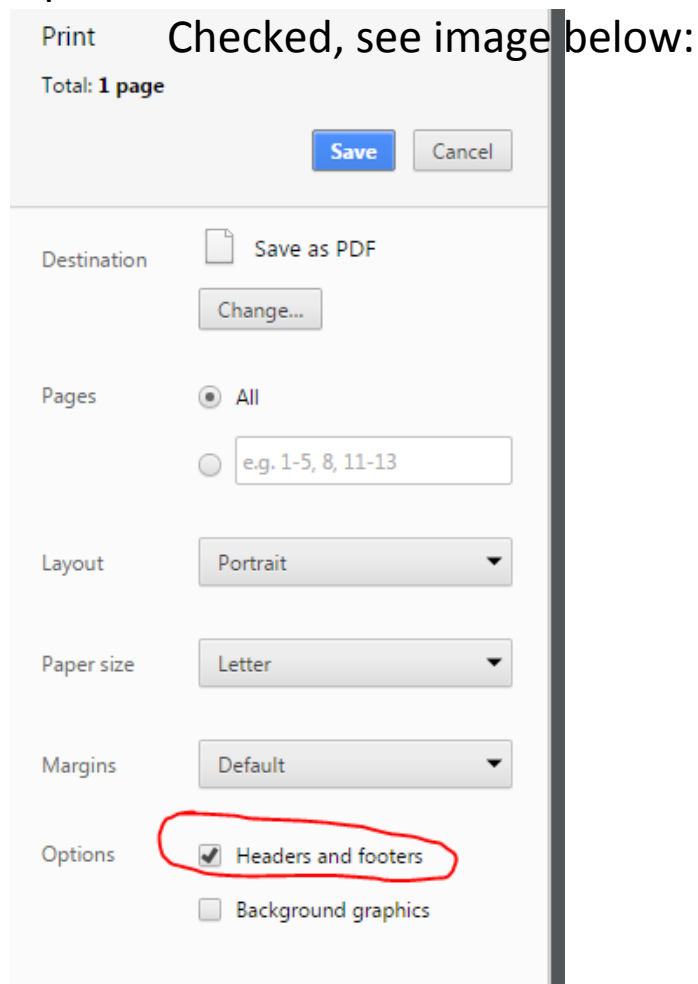 Print Checked, see image below:
Total: 1 page
Save Cancel
Destination Save as PDF
Change...
Pages All
e.g. 1-5, 8, 11-13
Layout Portrait
Paper size Letter
Margins Default
Options Headers and footers
Background graphics